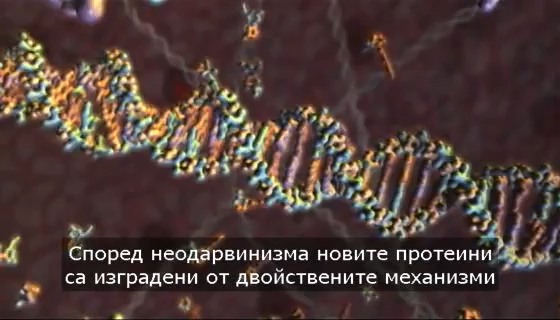 Според неодарвинизма новите протеини
са изградени от двойствените механизми